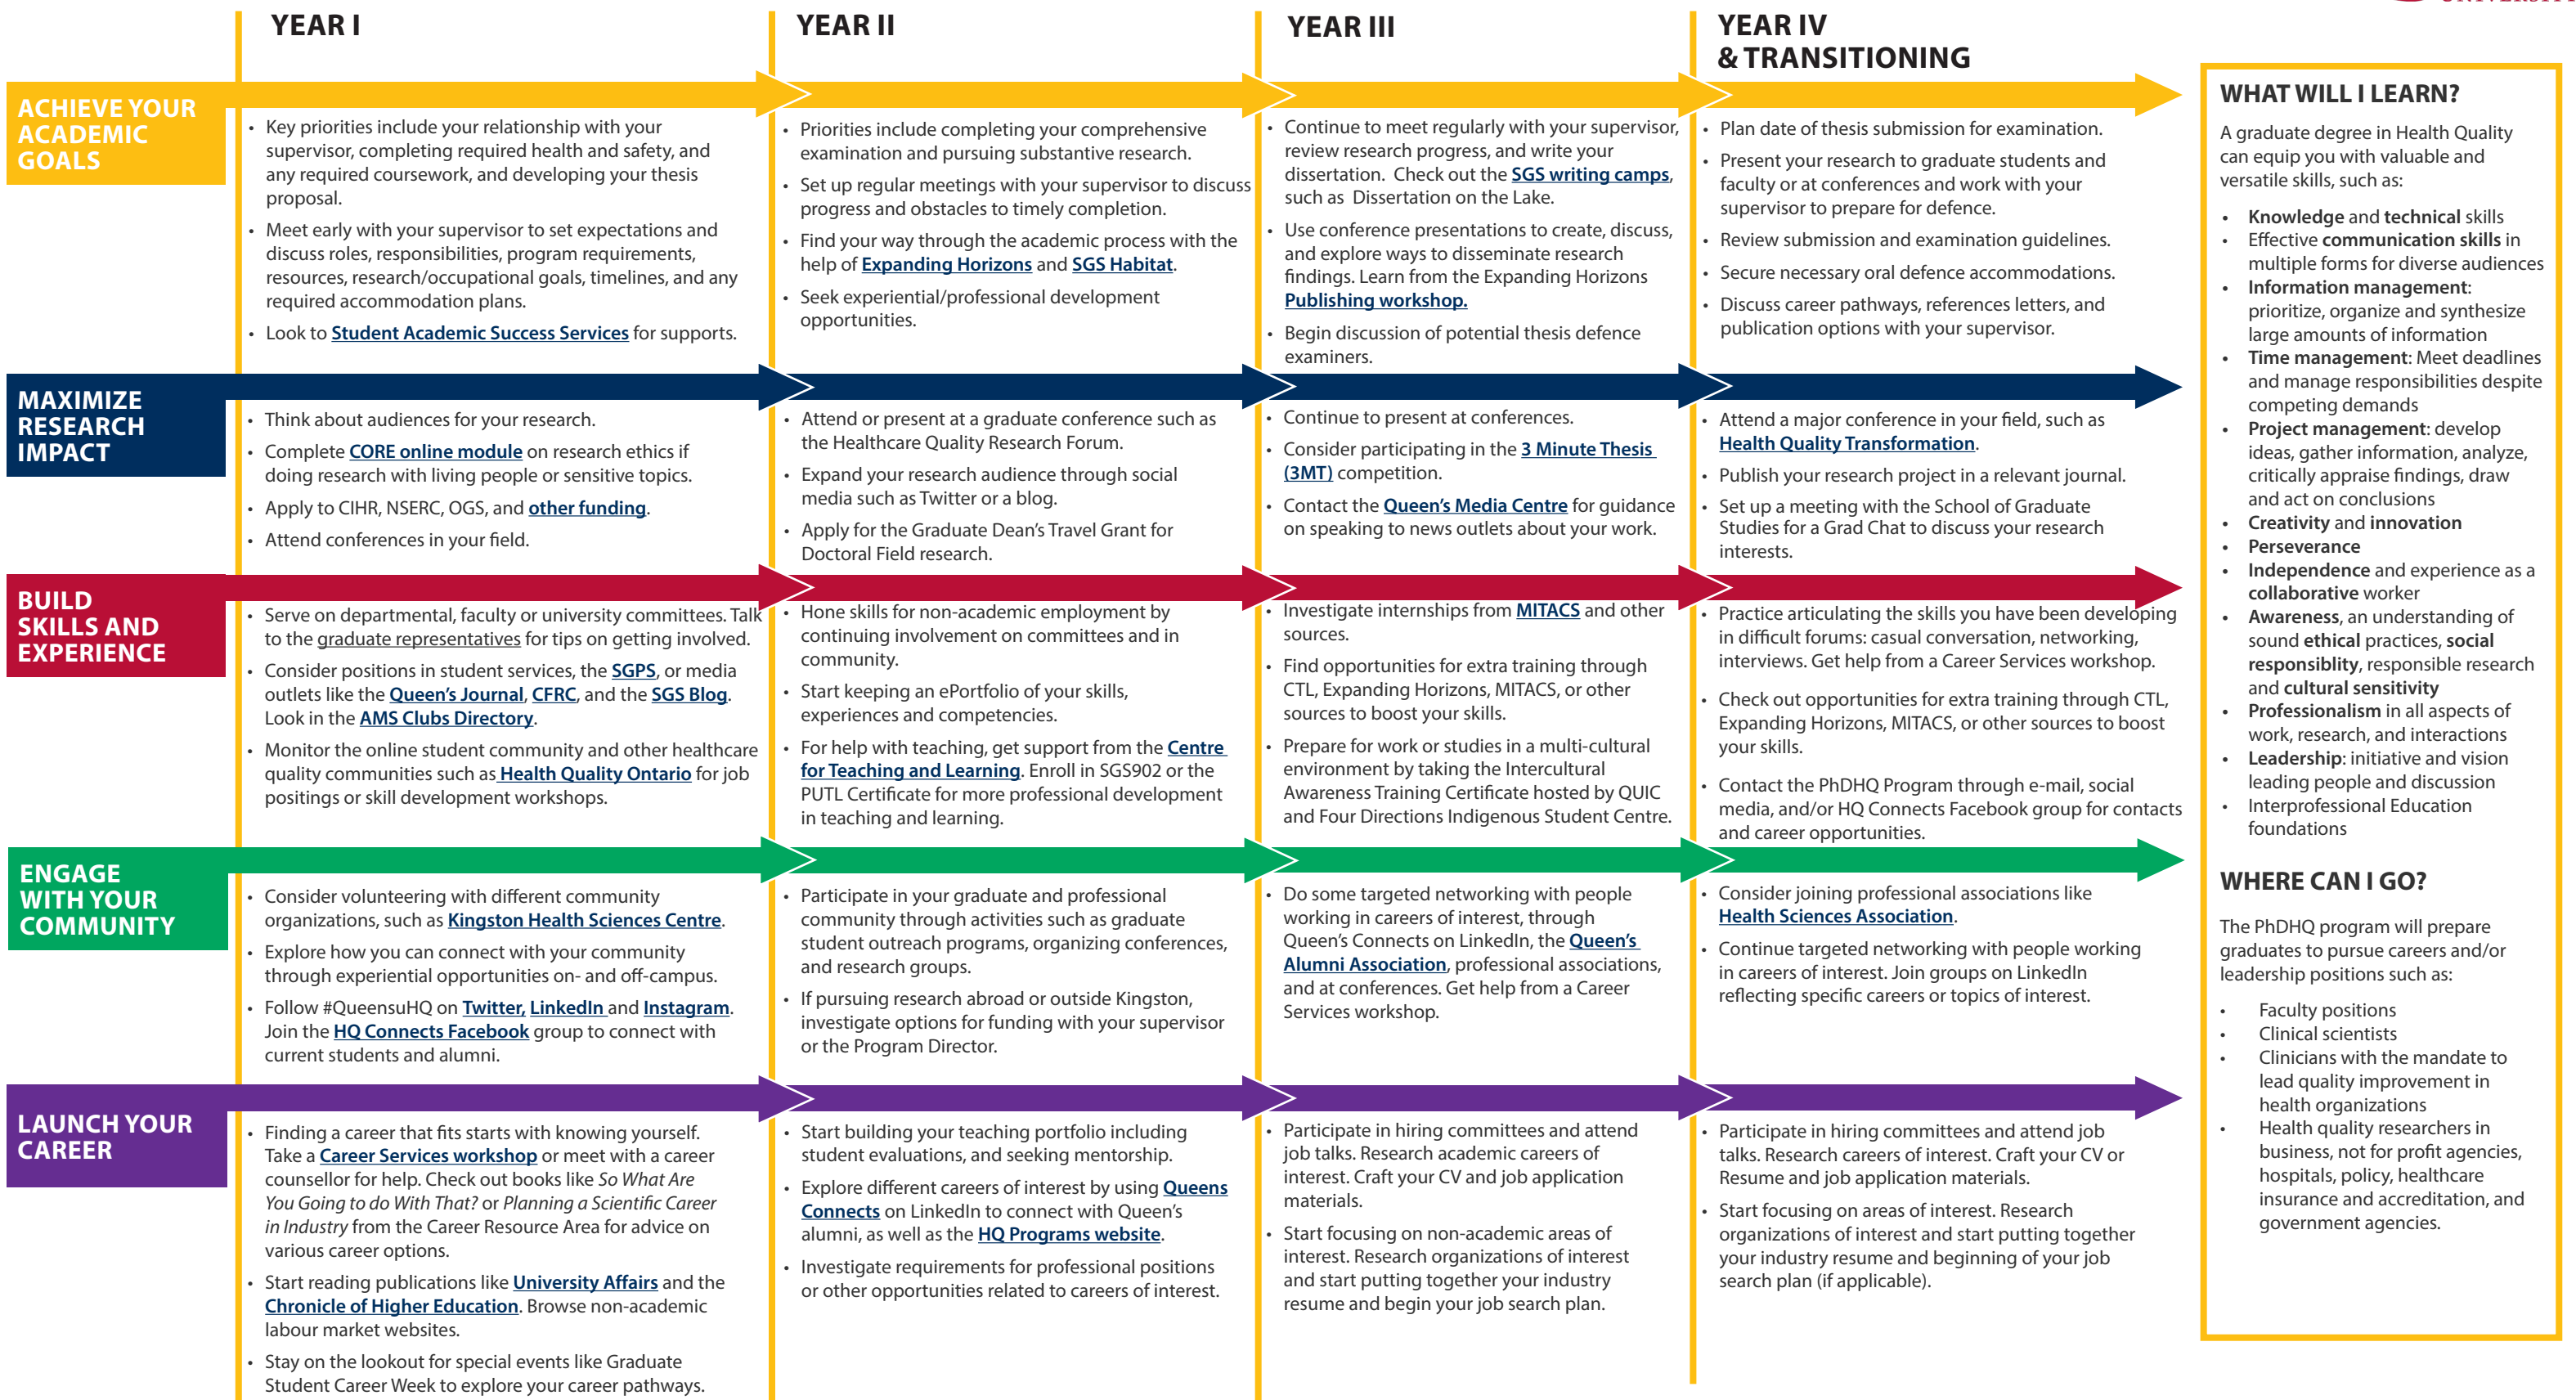 UNIVERSITY
YEAR I
YEAR II
YEAR III
YEAR IV
& TRANSITIONING
ACHIEVE YOUR
ACADEMIC
GOALS
• Key priorities include your relationship with your
supervisor, completing required health and safety, and
any required coursework, and developing your thesis
proposal.
• Meet early with your supervisor to set expectations and
discuss roles, responsibilities, program requirements,
resources, research/occupational goals, timelines, and any
required accommodation plans.
• Look to Student Academic Success Services for supports.
• Priorities include completing your comprehensive
examination and pursuing substantive research.
• Set up regular meetings with your supervisor to discuss
progress and obstacles to timely completion.
• Find your way through the academic process with the
help of Expanding Horizons and SGS Habitat.
• Seek experiential/professional development
opportunities.
• Continue to meet regularly with your supervisor,
review research progress, and write your
dissertation. Check out the SGS writing camps,
such as Dissertation on the Lake.
• Use conference presentations to create, discuss,
and explore ways to disseminate research
findings. Learn from the Expanding Horizons
Publishing workshop.
• Begin discussion of potential thesis defence
examiners.
• Plan date of thesis submission for examination.
• Present your research to graduate students and
faculty or at conferences and work with your
supervisor to prepare for defence.
• Review submission and examination guidelines.
• Secure necessary oral defence accommodations.
• Discuss career pathways, references letters, and
publication options with your supervisor.
MAXIMIZE
RESEARCH
IMPACT
• Think about audiences for your research.
• Complete CORE online module on research ethics if
doing research with living people or sensitive topics.
• Apply to CIHR, NSERC, OGS, and other funding.
• Attend conferences in your field.
• Attend or present at a graduate conference such as
the Healthcare Quality Research Forum.
• Expand your research audience through social
media such as Twitter or a blog.
• Apply for the Graduate Dean's Travel Grant for
Doctoral Field research.
• Continue to present at conferences.
• Consider participating in the 3 Minute Thesis
(3MT) competition.
• Contact the Queen's Media Centre for guidance
on speaking to news outlets about your work.
• Attend a major conference in your field, such as
Health Quality Transformation.
• Publish your research project in a relevant journal.
• Set up a meeting with the School of Graduate
Studies for a Grad Chat to discuss your research
interests.
BUILD
SKILLS AND
EXPERIENCE
• Serve on departmental, faculty or university committees. Talk
to the graduate representatives for tips on getting involved.
• Consider positions in student services, the SGPS, or media
outlets like the Queen's Journal, CFRC, and the SGS Blog.
Look in the AMS Clubs Directory.
• Monitor the online student community and other healthcare
quality communities such as Health Quality Ontario for job
positings or skill development workshops.
• Hone skills for non-academic employment by
continuing involvement on committees and in
community.
• Start keeping an ePortfolio of your skills,
experiences and competencies.
• For help with teaching, get support from the Centre
for Teaching and Learning. Enroll in SGS902 or the
PUTL Certificate for more professional development
in teaching and learning.
• Investigate internships from MITACS and other
sources.
• Find opportunities for extra training through
CTL, Expanding Horizons, MITACS, or other
sources to boost your skills.
• Prepare for work or studies in a multi-cultural
environment by taking the Intercultural
Awareness Training Certificate hosted by QUIC
and Four Directions Indigenous Student Centre.
• Practice articulating the skills you have been developing
in difficult forums: casual conversation, networking,
interviews. Get help from a Career Services workshop.
• Check out opportunities for extra training through CTL,
Expanding Horizons, MITACS, or other sources to boost
your skills.
• Contact the PhDHQ Program through e-mail, social
media, and/or HQ Connects Facebook group for contacts
and career opportunities.
ENGAGE
WITH YOUR
COMMUNITY
• Consider volunteering with different community
organizations, such as Kingston Health Sciences Centre.
• Explore how you can connect with your community
through experiential opportunities on- and off-campus.
• Follow #QueensuHQ on Twitter, LinkedIn and Instagram.
Join the HQ Connects Facebook group to connect with
current students and alumni.
• Participate in your graduate and professional
community through activities such as graduate
student outreach programs, organizing conferences,
and research groups.
• If pursuing research abroad or outside Kingston,
investigate options for funding with your supervisor
or the Program Director.
• Do some targeted networking with people
working in careers of interest, through
Queen's Connects on LinkedIn, the Queen's
Alumni Association, professional associations,
and at conferences. Get help from a Career
Services workshop.
• Consider joining professional associations like
Health Sciences Association.
• Continue targeted networking with people working
in careers of interest. Join groups on LinkedIn
reflecting specific careers or topics of interest.
LAUNCH YOUR
CAREER
• Finding a career that fits starts with knowing yourself.
Take a Career Services workshop or meet with a career
counsellor for help. Check out books like So What Are
You Going to do With That? or Planning a Scientific Career
in Industry from the Career Resource Area for advice on
various career options.
• Start reading publications like University Affairs and the
Chronicle of Higher Education. Browse non-academic
labour market websites.
• Stay on the lookout for special events like Graduate
Student Career Week to explore your career pathways.
• Start building your teaching portfolio including
student evaluations, and seeking mentorship.
• Explore different careers of interest by using Queens
Connects on LinkedIn to connect with Queen's
alumni, as well as the HQ Programs website.
• Investigate requirements for professional positions
or other opportunities related to careers of interest.
• Participate in hiring committees and attend
job talks. Research academic careers of
interest. Craft your CV and job application
materials.
• Start focusing on non-academic areas of
interest. Research organizations of interest
and start putting together your industry
resume and begin your job search plan.
• Participate in hiring committees and attend job
talks. Research careers of interest. Craft your CV or
Resume and job application materials.
• Start focusing on areas of interest. Research
organizations of interest and start putting together
your industry resume and beginning of your job
search plan (if applicable).
WHAT WILL I LEARN?
A graduate degree in Health Quality
can equip you with valuable and
versatile skills, such as:
• Knowledge and technical skills
• Effective communication skills in
multiple forms for diverse audiences
• Information management:
prioritize, organize and synthesize
large amounts of information
• Time management: Meet deadlines
and manage responsibilities despite
competing demands
• Project management: develop
ideas, gather information, analyze,
critically appraise findings, draw
and act on conclusions
• Creativity and innovation
• Perseverance
• Independence and experience as a
collaborative worker
• Awareness, an understanding of
sound ethical practices, social
responsiblity, responsible research
and cultural sensitivity
• Professionalism in all aspects of
work, research, and interactions
• Leadership: initiative and vision
leading people and discussion
• Interprofessional Education
foundations
WHERE CAN I GO?
The PhDHQ program will prepare
graduates to pursue careers and/or
leadership positions such as:
• Faculty positions
• Clinical scientists
• Clinicians with the mandate to
lead quality improvement in
health organizations
• Health quality researchers in
business, not for profit agencies,
hospitals, policy, healthcare
insurance and accreditation, and
government agencies.